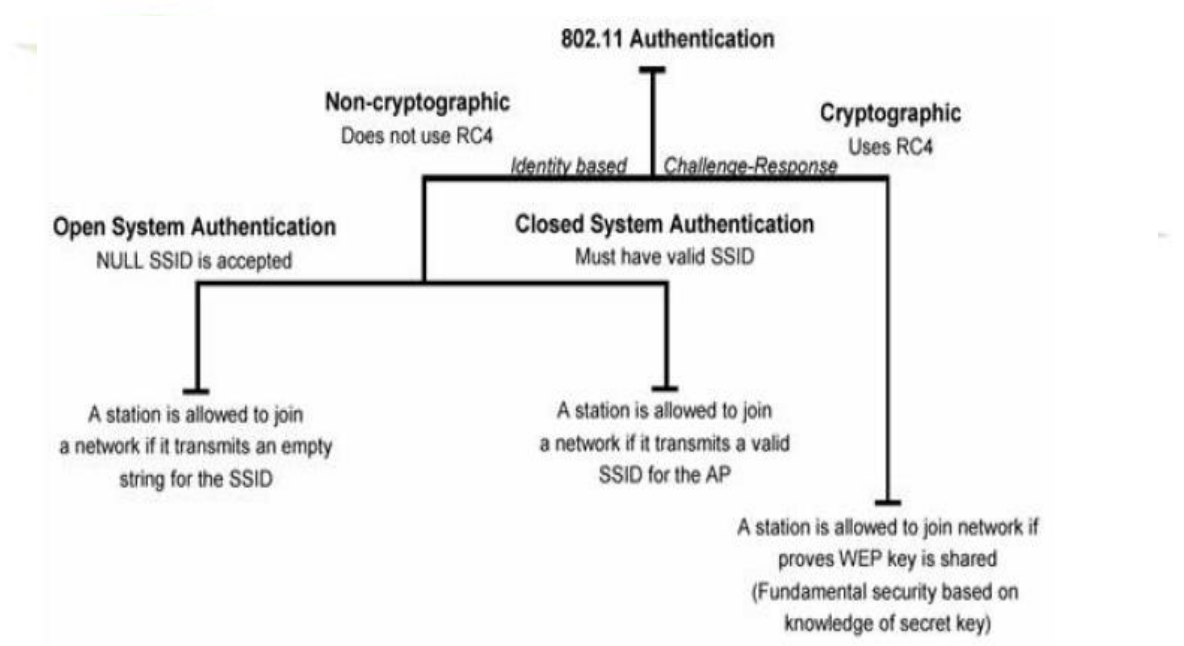 802.11 Authentication
Non-cryptographic
Does not use RC4
Cryptographic
Uses RC4
Identity based
Challenge-Response
Open System Authentication
NULL SSID is accepted
Closed System Authentication
Must have valid SSID
A station is allowed to join
a network if it transmits an empty
string for the SSID
A station is allowed to join
a network if it transmits a valid
SSID for the AP
A station is allowed to join network if
proves WEP key is shared
(Fundamental security based on
knowledge of secret key)